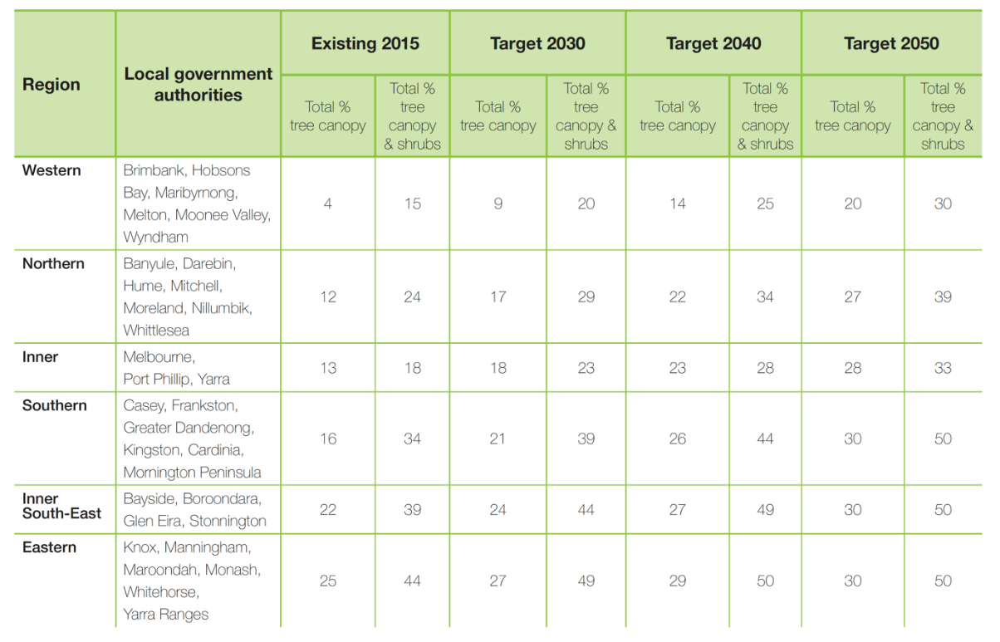 Region
Local government
authorities
Existing 2015
Target 2030
Target 2040
Target 2050
Total %
tree canopy
Total %
tree
canopy
& shrubs
Total %
tree canopy
Total %
tree
canopy &
shrubs
Total %
tree canopy
Total %
tree
canopy
& shrubs
Total %
tree canopy
Total %
tree
canopy &
shrubs
Western
Brimbank, Hobsons
Bay, Maribyrnong,
Melton, Moonee Valley,
Wyndham
4 15 9 20 14 25 20 30
Northern
Banyule, Darebin,
Hume, Mitchell,
Moreland, Nillumbik,
Whittlesea
12 24 17 29 22 34 27 39
Inner
Melbourne,
Port Phillip, Yarra
13 18 18 23 23 28 28 33
Southern
Casey, Frankston,
Greater Dandenong,
Kingston, Cardinia,
Mornington Peninsula
16 34 21 39 26 44 30 50
Inner
South-East
Bayside, Boroondara,
Glen Eira, Stonnington
22 39 24 44 27 49 30 50
Eastern
Knox, Manningham,
Maroondah, Monash,
Whitehorse,
Yarra Ranges
25 44 27 49 29 50 30 50